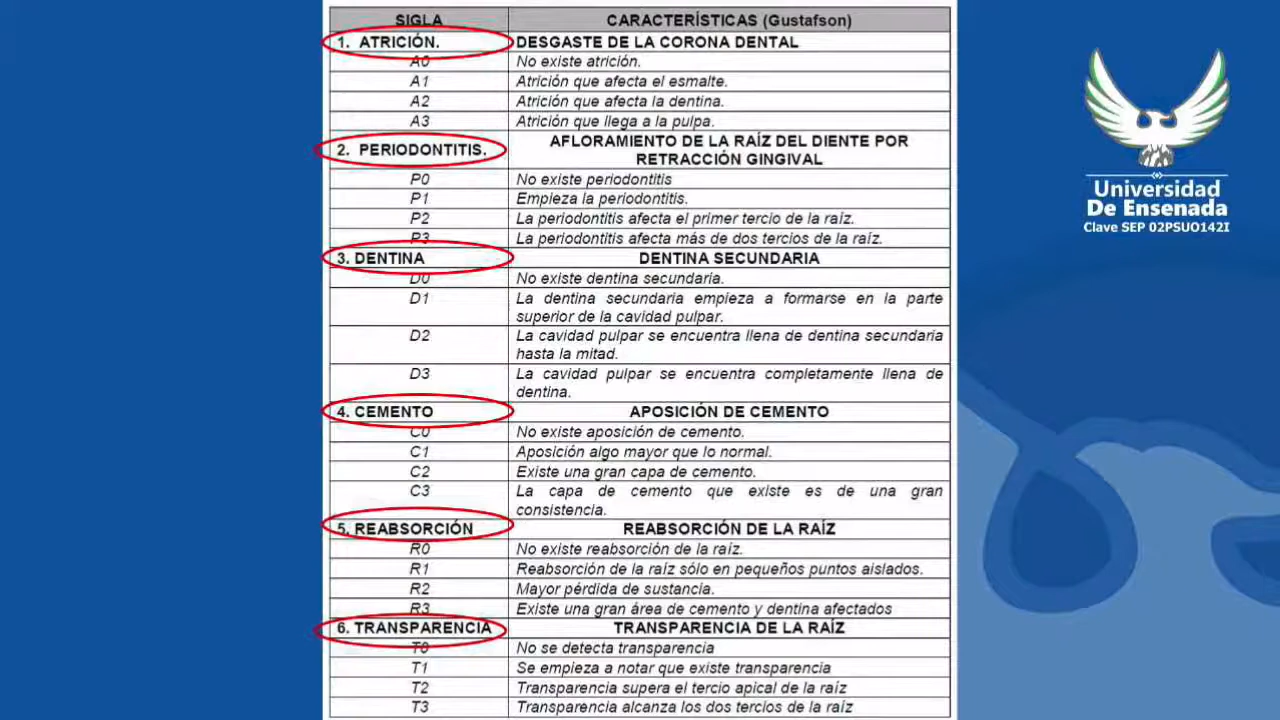 SIGLA CARACTERÍSTICAS (Gustafson)
1. ATRICIÓN. DESGASTE DE LA CORONA DENTAL
A0 No existe atrición.
A1 Atrición que afecta el esmalte.
A2 Atrición que afecta la dentina.
A3 Atrición que llega a la pulpa.
2. PERIODONTITIS. AFLORAMIENTO DE LA RAÍZ DEL DIENTE POR
RETRACCIÓN GINGIVAL
P0 No existe periodontitis
P1 Empieza la periodontitis.
P2 La periodontitis afecta el primer tercio de la raíz.
P3 La periodontitis afecta más de dos tercios de la raíz.
3. DENTINA DENTINA SECUNDARIA
D0 No existe dentina secundaria.
D1 La dentina secundaria empieza a formarse en la parte
superior de la cavidad pulpar.
D2 La cavidad pulpar se encuentra llena de dentina secundaria
hasta la mitad.
D3 La cavidad pulpar se encuentra completamente llena de
dentina.
4. CEMENTO APOSICIÓN DE CEMENTO
C0 No existe aposición de cemento.
C1 Aposición algo mayor que lo normal.
C2 Existe una gran capa de cemento.
C3 La capa de cemento que existe es de una gran
consistencia.
5. REABSORCIÓN REABSORCIÓN DE LA RAÍZ
R0 No existe reabsorción de la raíz.
R1 Reabsorción de la raíz sólo en pequeños puntos aislados.
R2 Mayor pérdida de sustancia.
R3 Existe una gran área de cemento y dentina afectados
6. TRANSPARENCIA TRANSPARENCIA DE LA RAÍZ
T0 No se detecta transparencia
T1 Se empieza a notar que existe transparencia
T2 Transparencia supera el tercio apical de la raíz
T3 Transparencia alcanza los dos tercios de la raíz
Universidad
De Ensenada
Clave SEP 02PSUO142I